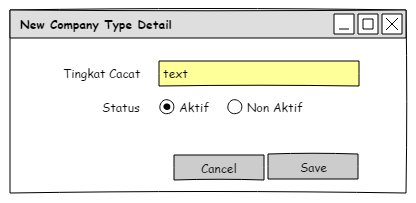 New Company Type Detail
Tingkat Cacat text
Status Aktif Non Aktif
Cancel Save